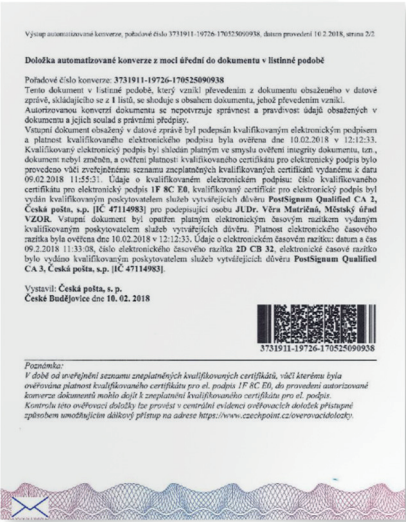 Výstup automatizované konverze, pořadové číslo 3731911-19726-170525090938, datum provedení 10.2.2018, strana 2/2
Doložka automatizované konverze z moci úřední do dokumentu v listinné podobě
Pořadové číslo konverze: 3731911-19726-170525090938
Tento dokument v listinné podobě, který vznikl převedením z dokumentu obsaženého v datové
zprávě, skládajícího se z 1 listů, se shoduje s obsahem dokumentu, jehož převedením vznikl.
Autorizovanou konverzí dokumentu se nepotvrzuje správnost a pravdivost údajů obsažených v
dokumentu a jejich soulad s právními předpisy.
Vstupní dokument obsažený v datové zprávě byl podepsán kvalifikovaným elektronickým podpisem
a platnost kvalifikovaného elektronického podpisu byla ověřena dne 10.02.2018 v 12:12:33.
Kvalifikovaný elektronický podpis byl shledán platným ve smyslu ověření integrity dokumentu, tzn.,
dokument nebyl změněn, a ověření platnosti kvalifikovaného certifikátu pro elektronický podpis bylo
provedeno vůči zveřejněnému seznamu zneplatněných kvalifikovaných certifikátů vydanému k datu
09.02.2018 11:55:31. Údaje o kvalifikovaném elektronickém podpisu: číslo kvalifikovaného
certifikátu pro elektronický podpis 1F 8C E0, kvalifikovaný certifikát pro elektronický podpis byl
vydán kvalifikovaným poskytovatelem služeb vytvářejících důvěru PostSignum Qualified CA 2,
Česká pošta, s.p. [IČ 47114983] pro podepisující osobu JUDr. Věra Matričná, Městský úřad
VZOR. Vstupní dokument byl opatřen platným elektronickým časovým razítkem vydaným
kvalifikovaným poskytovatelem služeb vytvářejících důvěru. Platnost elektronického časového
razítka byla ověřena dne 10.02.2018 v 12:12:33. Údaje o elektronickém časovém razítku: datum a čas
09.2.2018 11:33:08, číslo elektronického časového razítka 2D CB 32, elektronické časové razítko
bylo vydáno kvalifikovaným poskytovatelem služeb vytvářejících důvěru PostSignum Qualified
CA 3, Česká pošta, s.p. [IČ 47114983].
Vystavil: Česká pošta, s. p.
České Budějovice dne 10. 02. 2018
3731911-19726-170525090938
Poznámka:
V době od uveřejnění seznamu zneplatněných kvalifikovaných certifikátů, vůči kterému byla
ověřována platnost kvalifikovaného certifikátu pro el. podpis 1F 8C E0, do provedení autorizované
konverze dokumentů mohlo dojít k zneplatnění kvalifikovaného certifikátu pro el. podpis.
Kontrolu této ověřovací doložky lze provést v centrální evidenci ověřovacích doložek přístupné
způsobem umožňujícím dálkový přístup na adrese https://www.czechpoint.cz/overovacidolozky.